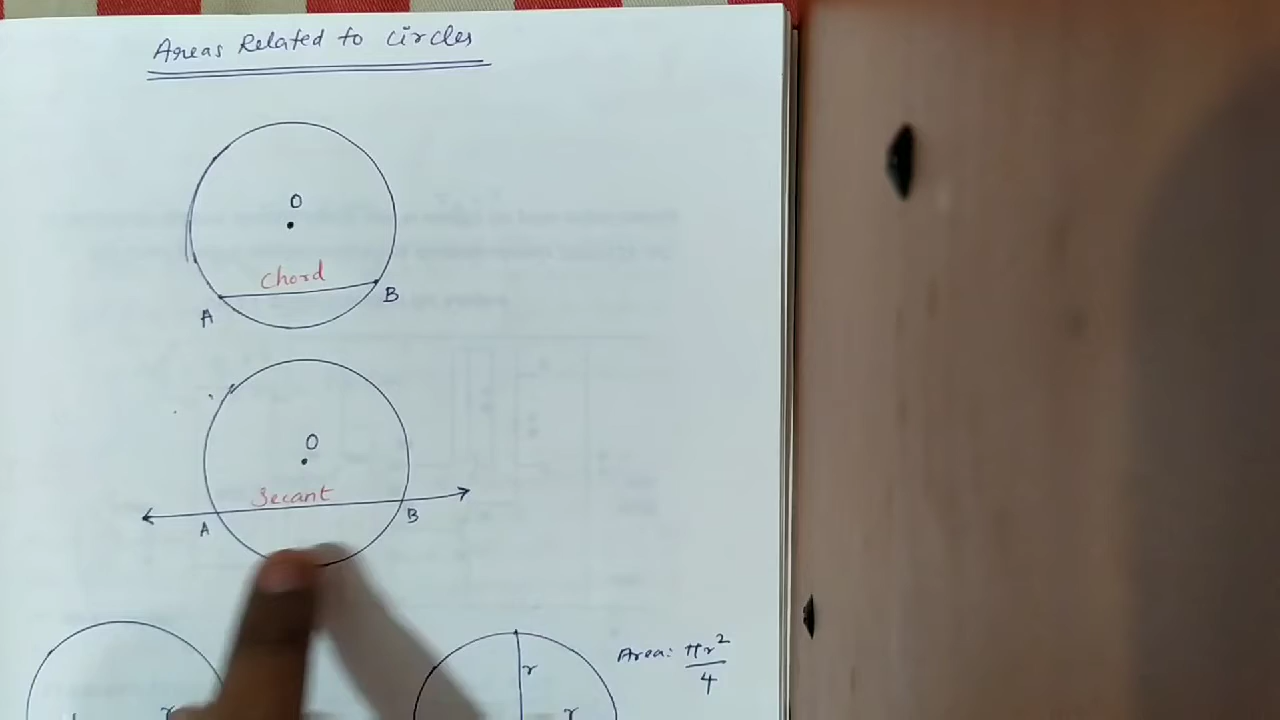 Areas Related to circles
O
Chord
A
B
O
Secant
A
B
r
r
r
Area: πr²/4